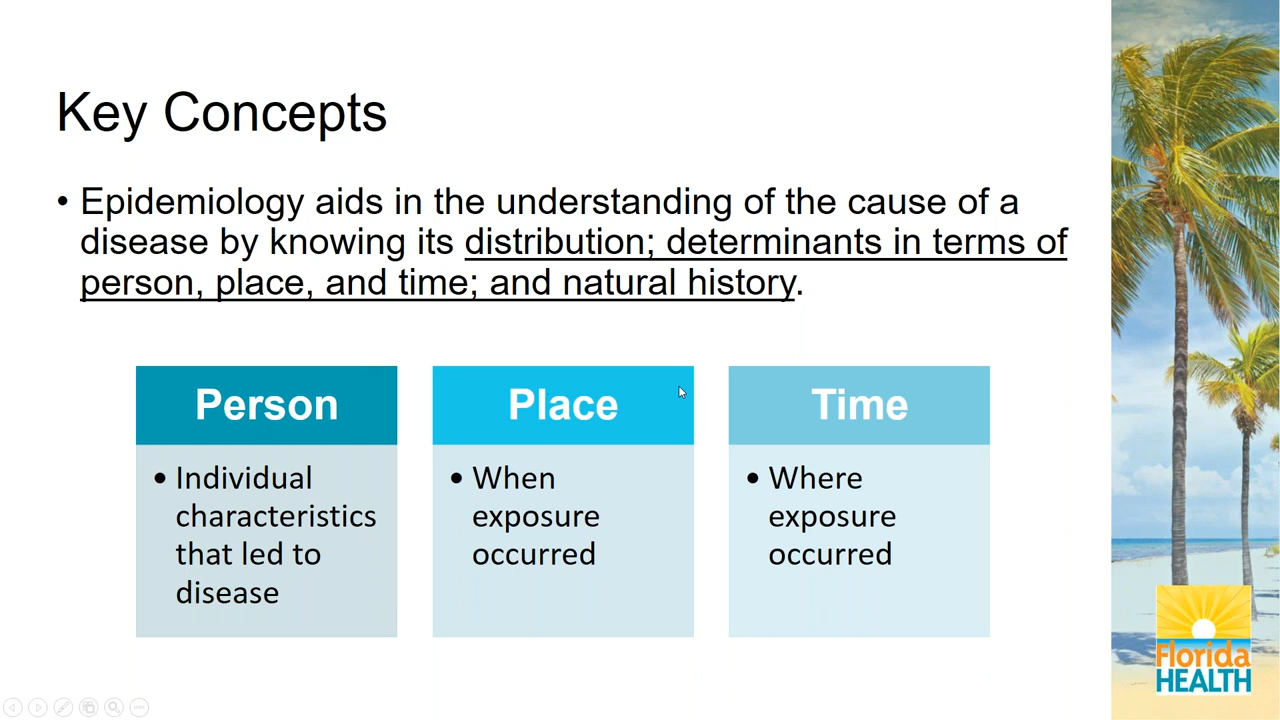 Key Concepts
• Epidemiology aids in the understanding of the cause of a
disease by knowing its distribution; determinants in terms of
person, place, and time; and natural history.
Person
• Individual
characteristics
that led to
disease
Place
• When
exposure
occurred
Time
• Where
exposure
occurred
Florida
HEALTH